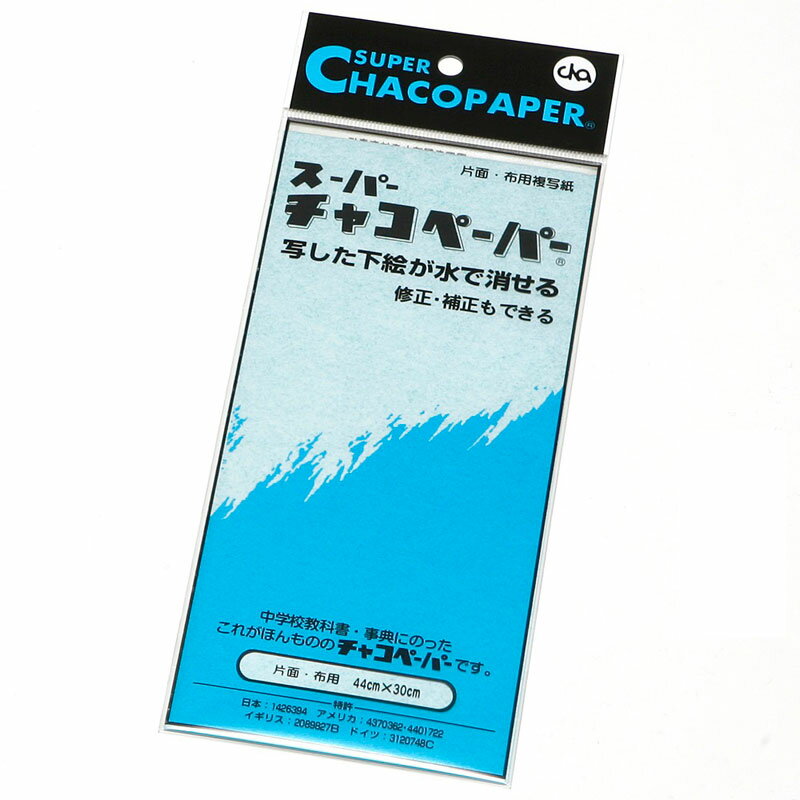 SUPER
CHACOPAPER®
cha
片面・布用複写紙
スーパー
チャコペーパー®
写した下絵が水で消せる
修正・補正もできる
中学校教科書・事典にのった
これがほんもののチャコペーパーです。
片面・布用 44cm×30cm
特許
日本：1426394 アメリカ：4370362・4401722
イギリス：2089827B ドイツ：3120748C